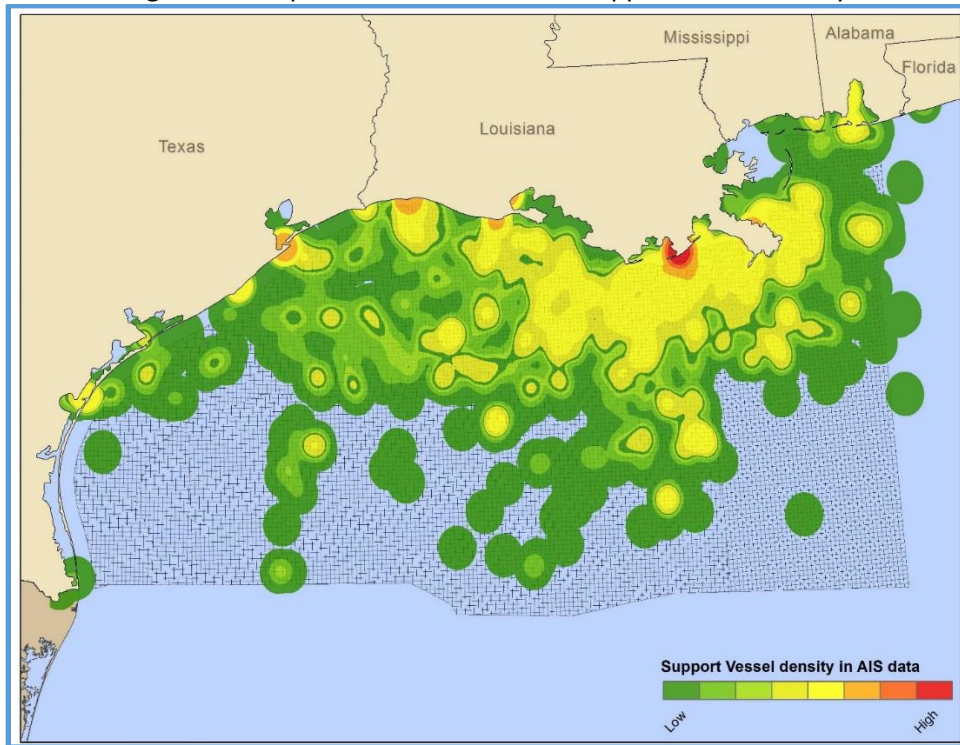 Alabama
Mississippi
Florida
Louisiana
Texas
Support Vessel density in AIS data
Low High